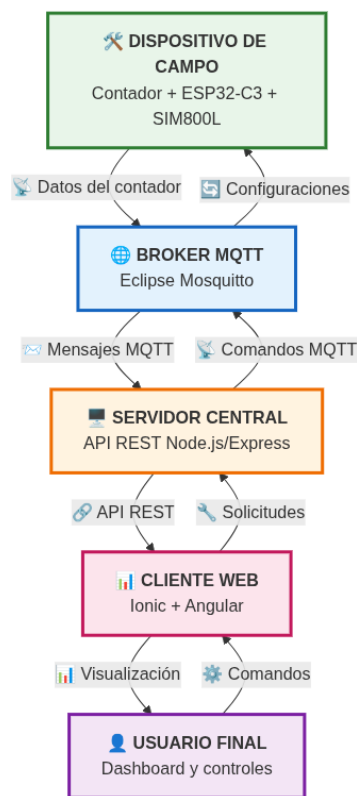 🛠️ DISPOSITIVO DE
CAMPO
Contador + ESP32-C3 +
SIM800L
📡 Datos del contador
🔄 Configuraciones
🌐 BROKER MQTT
Eclipse Mosquitto
📨 Mensajes MQTT
📡 Comandos MQTT
🖥️ SERVIDOR CENTRAL
API REST Node.js/Express
🔗 API REST
🔧 Solicitudes
📊 CLIENTE WEB
Ionic + Angular
📊 Visualización
⚙️ Comandos
👤 USUARIO FINAL
Dashboard y controles